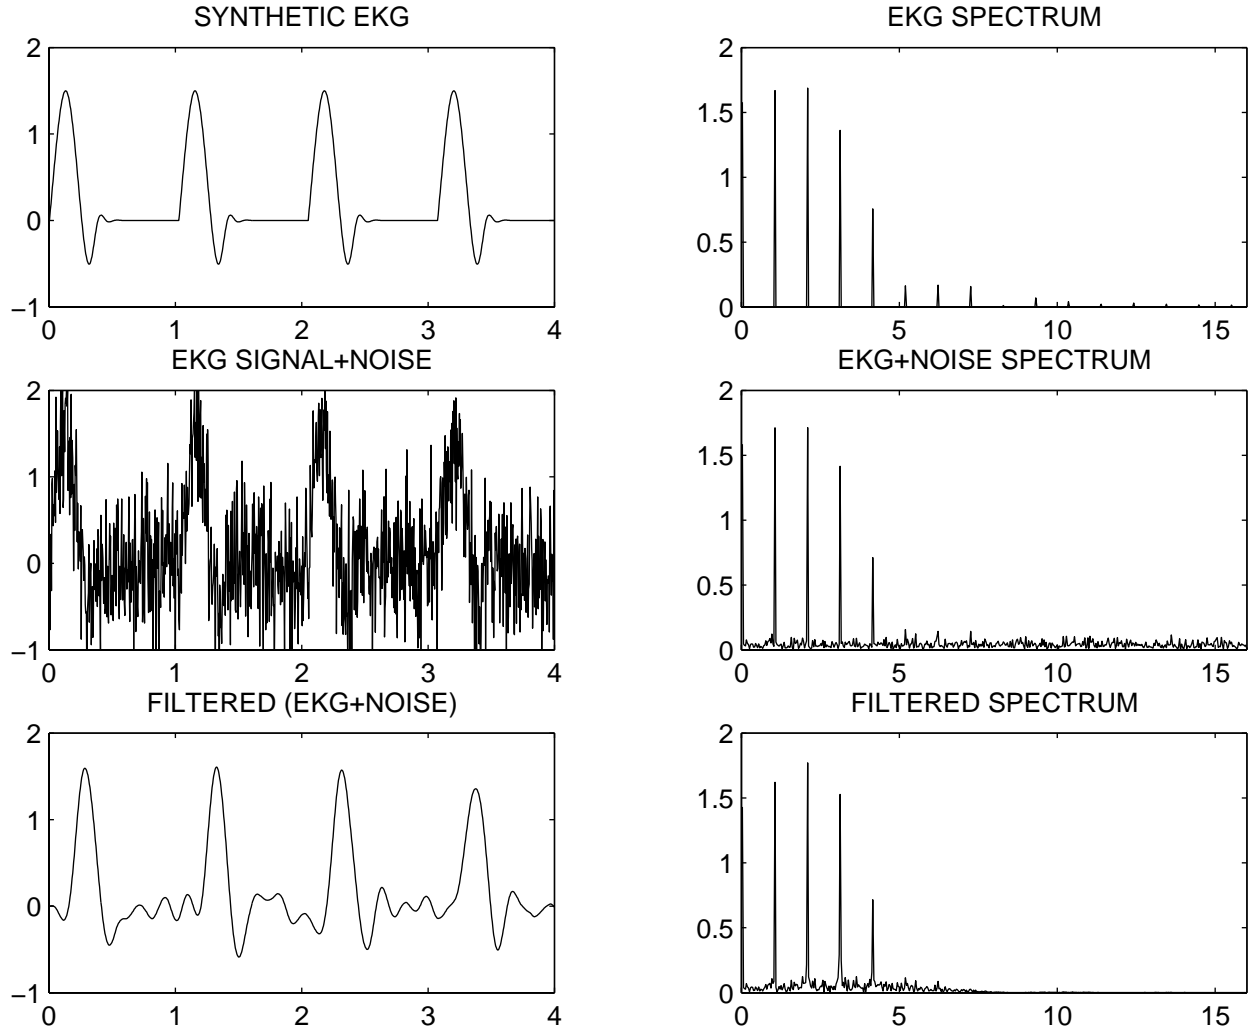 SYNTHETIC EKG
2
1
0
−1
0 1 2 3 4
EKG SPECTRUM
2
1.5
1
0.5
0
0 5 10 15
EKG SIGNAL+NOISE
2
1
0
−1
0 1 2 3 4
EKG+NOISE SPECTRUM
2
1.5
1
0.5
0
0 5 10 15
FILTERED (EKG+NOISE)
2
1
0
−1
0 1 2 3 4
FILTERED SPECTRUM
2
1.5
1
0.5
0
0 5 10 15